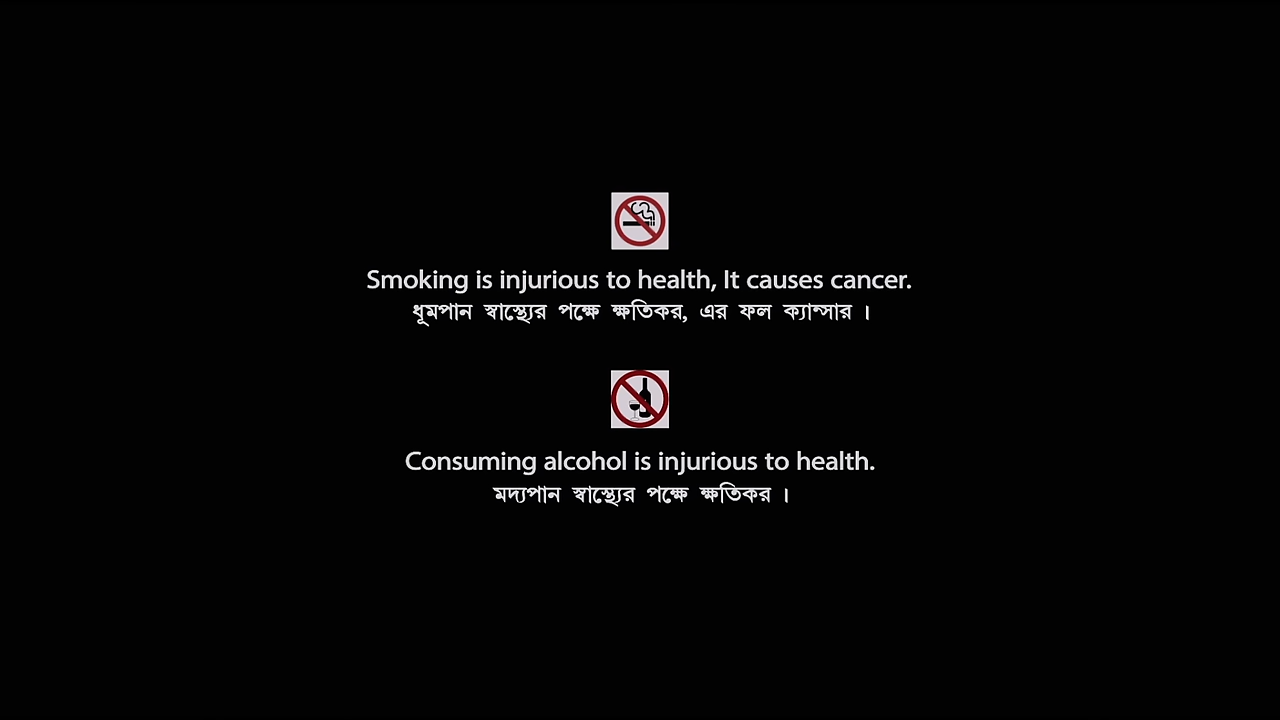 Smoking is injurious to health, It causes cancer.
ধূমপান স্বাস্থ্যের পক্ষে ক্ষতিকর, এর ফল ক্যান্সার ।
Consuming alcohol is injurious to health.
মদ্যপান স্বাস্থ্যের পক্ষে ক্ষতিকর ।